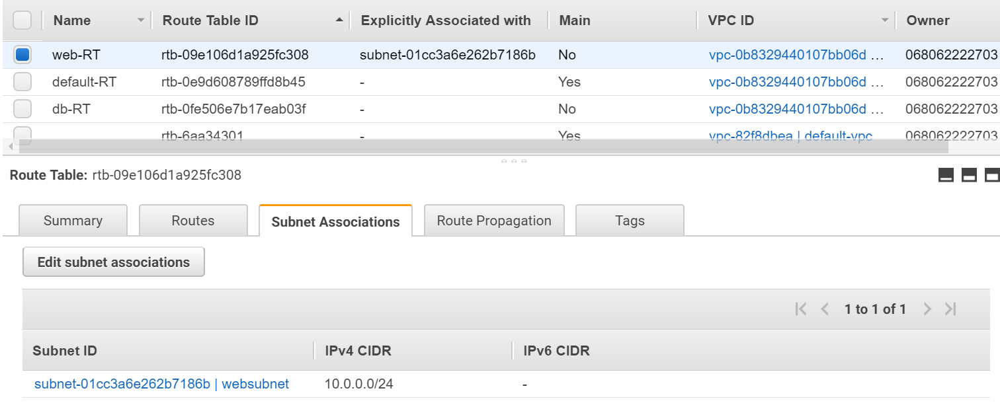 Name Route Table ID Explicitly Associated with Main VPC ID Owner
web-RT rtb-09e106d1a925fc308 subnet-01cc3a6e262b7186b No vpc-0b8329440107bb06d ... 068062222703
default-RT rtb-0e9d608789ffd8b45 - Yes vpc-0b8329440107bb06d ... 068062222703
db-RT rtb-0fe506e7b17eab03f - No vpc-0b8329440107bb06d ... 068062222703
rtb-6aa34301 - Yes vpc-82f8dbea | default-vpc 068062222703
Route Table: rtb-09e106d1a925fc308
Summary Routes Subnet Associations Route Propagation Tags
Edit subnet associations
1 to 1 of 1
Subnet ID IPv4 CIDR IPv6 CIDR
subnet-01cc3a6e262b7186b | websubnet 10.0.0.0/24 -